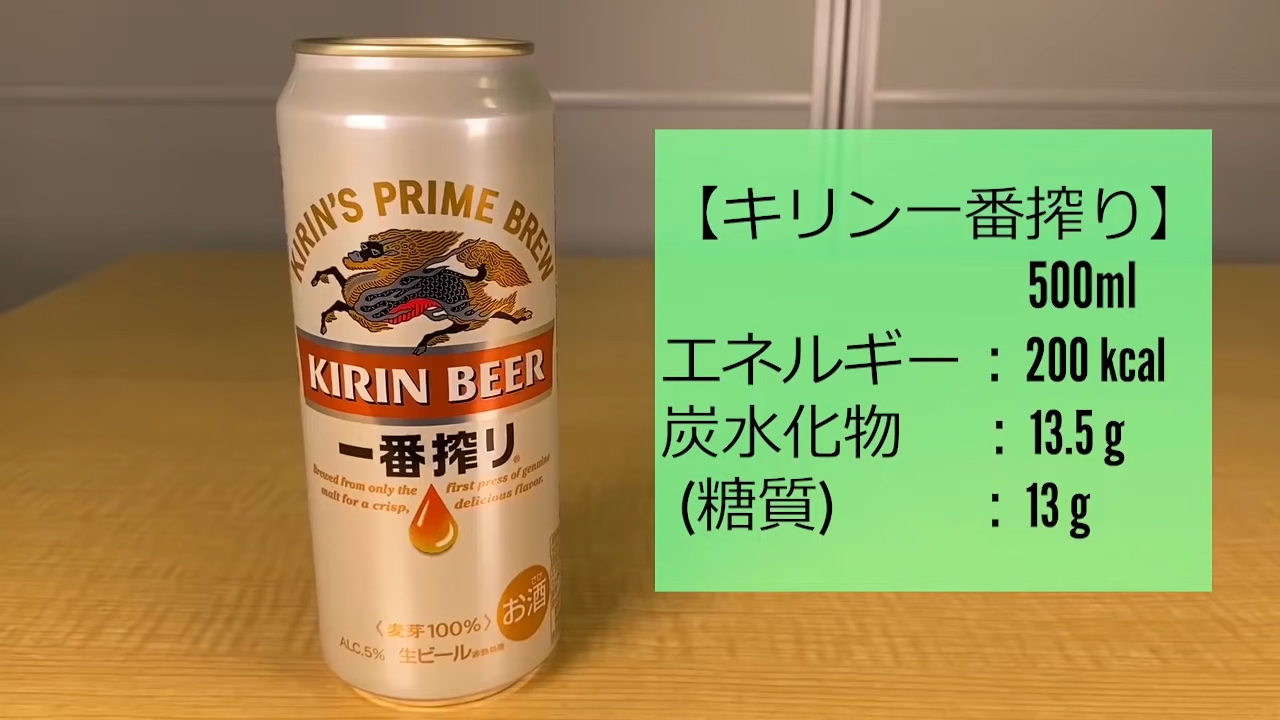 KIRIN'S PRIME BREW
KIRIN BEER
一番搾り®
Brewed from only the first press of genuine
malt for a crisp, delicious flavor.
さけ
お酒
〈麦芽100%〉
ALC.5% 生ビール
【キリン一番搾り】
500ml
エネルギー : 200 kcal
炭水化物 : 13.5 g
(糖質) : 13 g